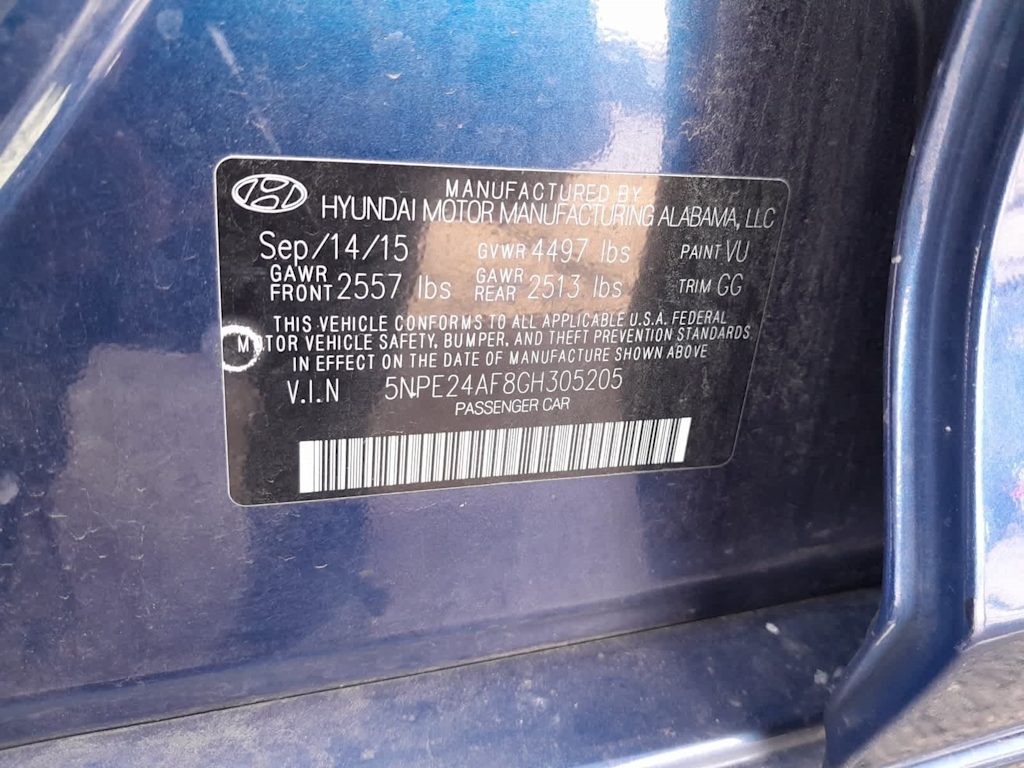 MANUFACTURED BY
HYUNDAI MOTOR MANUFACTURING ALABAMA, LLC
Sep/14/15 GVWR 4497 lbs PAINT VU
GAWR FRONT 2557 lbs GAWR REAR 2513 lbs TRIM GG
THIS VEHICLE CONFORMS TO ALL APPLICABLE U.S.A. FEDERAL
MOTOR VEHICLE SAFETY, BUMPER, AND THEFT PREVENTION STANDARDS
IN EFFECT ON THE DATE OF MANUFACTURE SHOWN ABOVE
V.I.N 5NPE24AF8GH305205
PASSENGER CAR